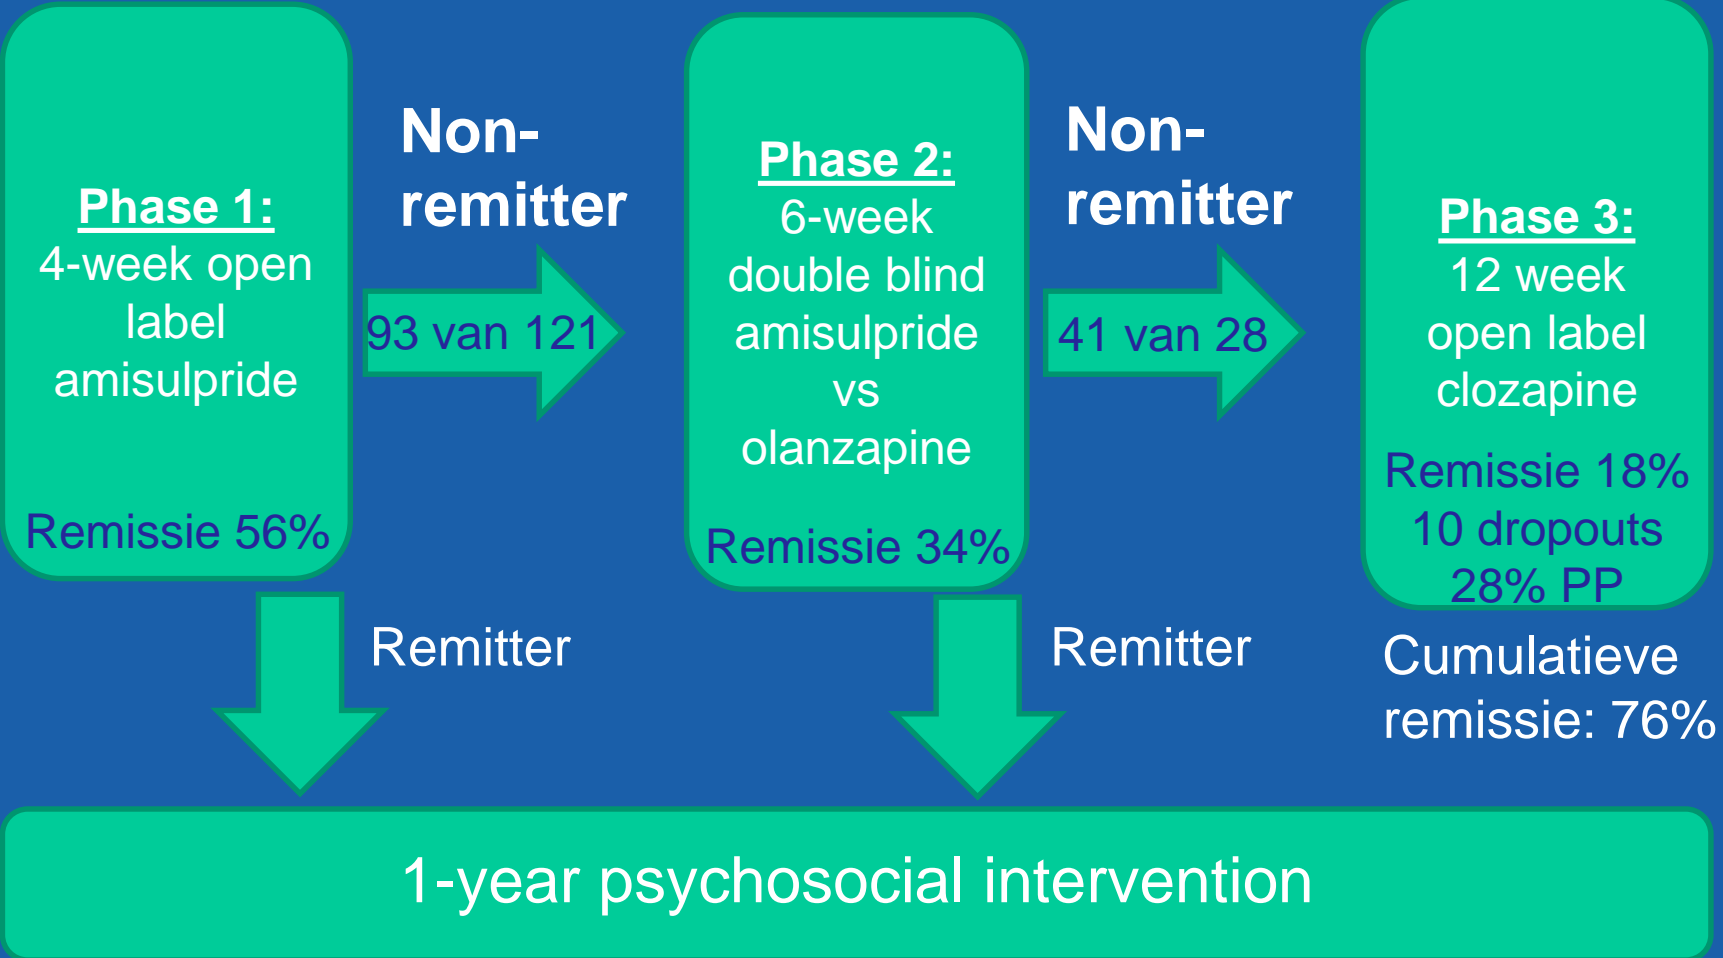 Phase 1:
4-week open
label
amisulpride
Remissie 56%
Non-
remitter
93 van 121
Phase 2:
6-week
double blind
amisulpride
vs
olanzapine
Remissie 34%
Non-
remitter
41 van 28
Phase 3:
12 week
open label
clozapine
Remissie 18%
10 dropouts
28% PP
Remitter
Remitter
Cumulatieve
remissie: 76%
1-year psychosocial intervention